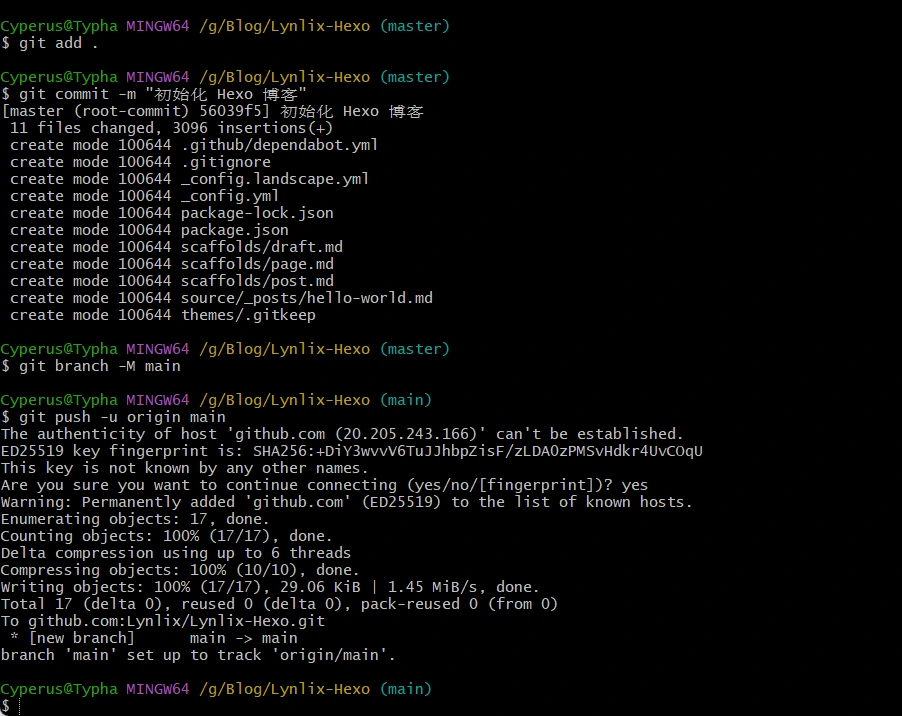 Cyperus@Typha MINGW64 /g/Blog/Lynlix-Hexo (master)
$ git add .
Cyperus@Typha MINGW64 /g/Blog/Lynlix-Hexo (master)
$ git commit -m "初始化 Hexo 博客"
[master (root-commit) 56039f5] 初始化 Hexo 博客
 11 files changed, 3096 insertions(+)
 create mode 100644 .github/dependabot.yml
 create mode 100644 .gitignore
 create mode 100644 _config.landscape.yml
 create mode 100644 _config.yml
 create mode 100644 package-lock.json
 create mode 100644 package.json
 create mode 100644 scaffolds/draft.md
 create mode 100644 scaffolds/page.md
 create mode 100644 scaffolds/post.md
 create mode 100644 source/_posts/hello-world.md
 create mode 100644 themes/.gitkeep
Cyperus@Typha MINGW64 /g/Blog/Lynlix-Hexo (master)
$ git branch -M main
Cyperus@Typha MINGW64 /g/Blog/Lynlix-Hexo (main)
$ git push -u origin main
The authenticity of host 'github.com (20.205.243.166)' can't be established.
ED25519 key fingerprint is: SHA256:+DiY3wvvV6TuJJhbpZisF/zLDA0zPMSvHdkr4UvCOqU
This key is not known by any other names.
Are you sure you want to continue connecting (yes/no/[fingerprint])? yes
Warning: Permanently added 'github.com' (ED25519) to the list of known hosts.
Enumerating objects: 17, done.
Counting objects: 100% (17/17), done.
Delta compression using up to 6 threads
Compressing objects: 100% (10/10), done.
Writing objects: 100% (17/17), 29.06 KiB | 1.45 MiB/s, done.
Total 17 (delta 0), reused 0 (delta 0), pack-reused 0 (from 0)
To github.com:Lynlix/Lynlix-Hexo.git
 * [new branch]      main -> main
branch 'main' set up to track 'origin/main'.
Cyperus@Typha MINGW64 /g/Blog/Lynlix-Hexo (main)
$